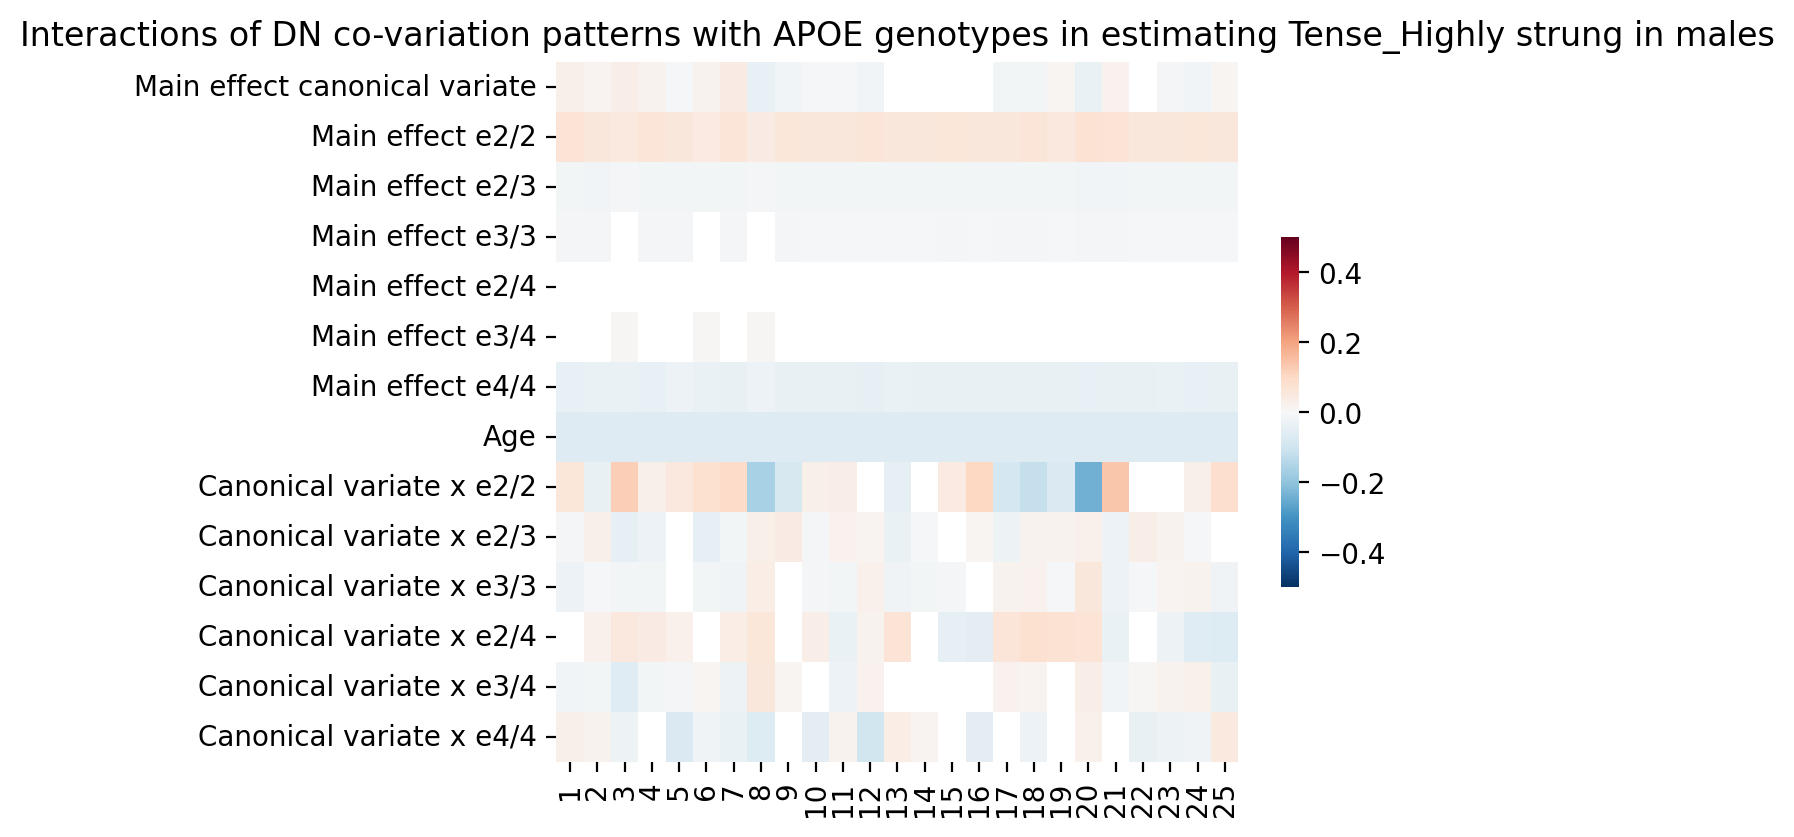 Interactions of DN co-variation patterns with APOE genotypes in estimating Tense_Highly strung in males
Main effect canonical variate
Main effect e2/2
Main effect e2/3
Main effect e3/3
Main effect e2/4
Main effect e3/4
Main effect e4/4
Age
Canonical variate x e2/2
Canonical variate x e2/3
Canonical variate x e3/3
Canonical variate x e2/4
Canonical variate x e3/4
Canonical variate x e4/4
1 2 3 4 5 6 7 8 9 10 11 12 13 14 15 16 17 18 19 20 21 22 23 24 25
0.4
0.2
0.0
−0.2
−0.4